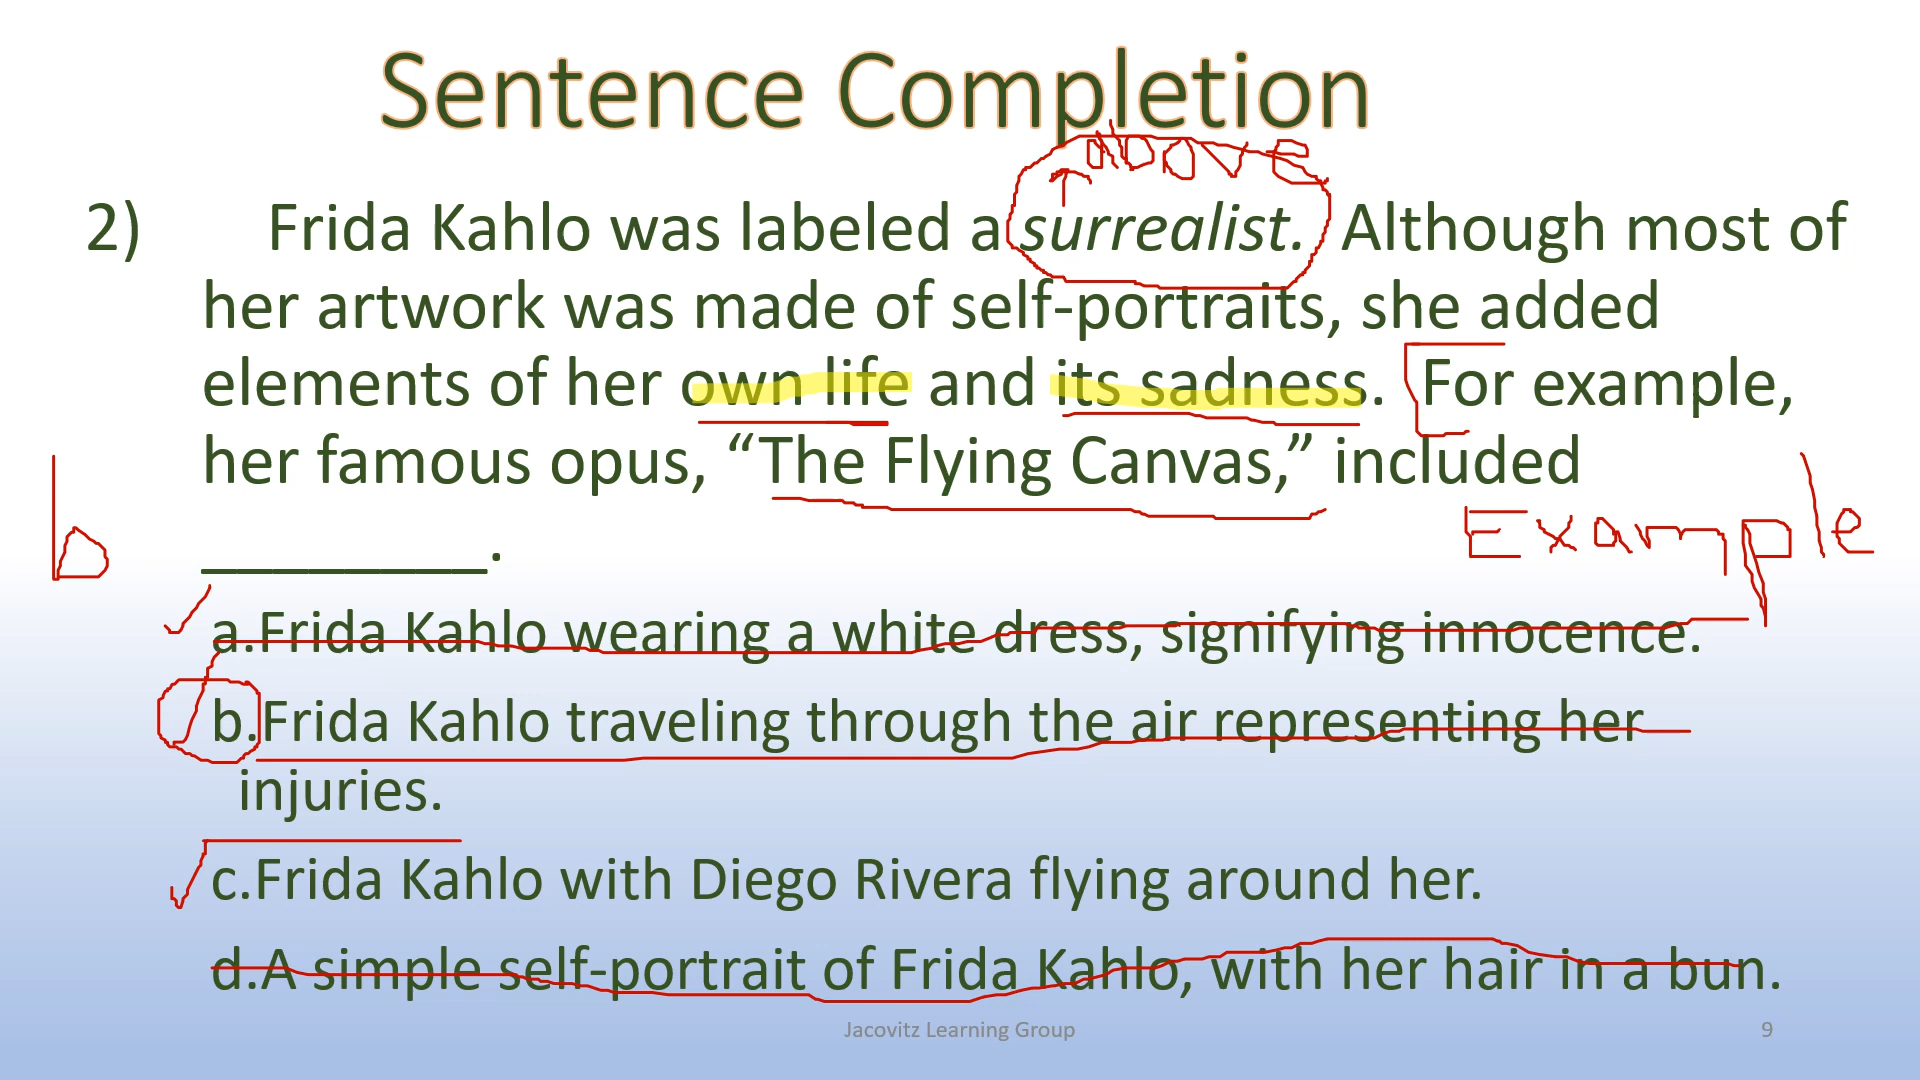 Sentence Completion
above
2) Frida Kahlo was labeled a surrealist. Although most of
her artwork was made of self-portraits, she added
elements of her own life and its sadness. For example,
her famous opus, “The Flying Canvas,” included
Example
b
_________.
a.Frida Kahlo wearing a white dress, signifying innocence.
b.Frida Kahlo traveling through the air representing her
injuries.
c.Frida Kahlo with Diego Rivera flying around her.
d.A simple self-portrait of Frida Kahlo, with her hair in a bun.
Jacovitz Learning Group 9